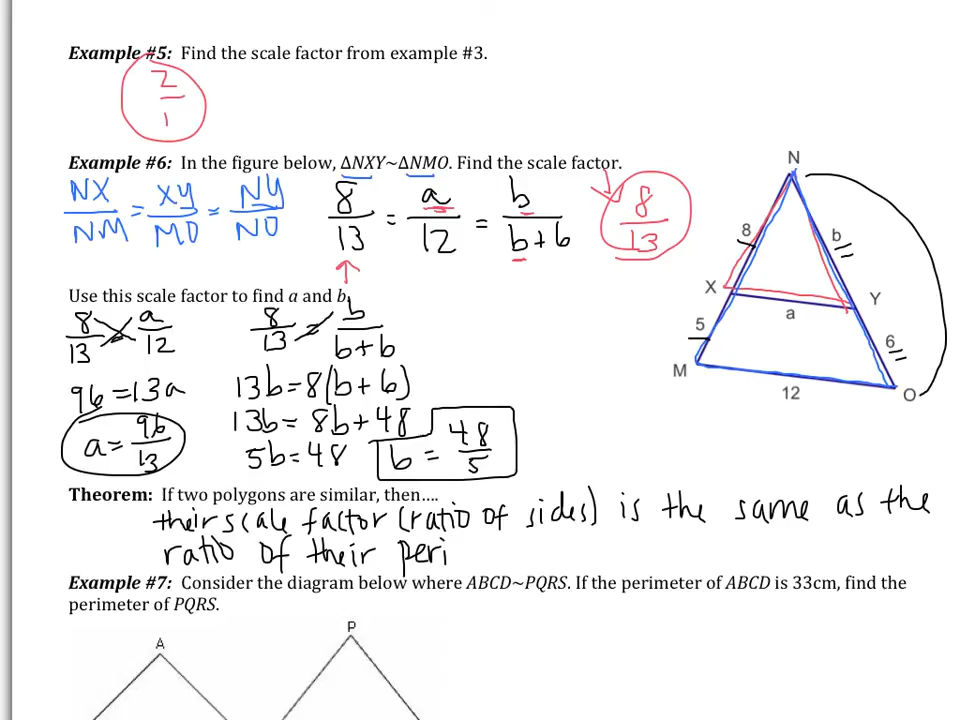 Example #5: Find the scale factor from example #3.
2/1
Example #6: In the figure below, ΔNXY~ΔNMO. Find the scale factor.
NX/NM = XY/MO = NY/NO 8/13 = a/12 = b/b+6 8/13
Use this scale factor to find a and b.
8/13 = a/12 8/13 = b/b+6
96 = 13a 13b = 8(b+6)
a = 96/13 13b = 8b + 48
5b = 48 b = 48/5
N
8
b
X
Y
a
5
6
M
O
12
Theorem: If two polygons are similar, then….
their scale factor (ratio of sides) is the same as the
ratio of their peri
Example #7: Consider the diagram below where ABCD~PQRS. If the perimeter of ABCD is 33cm, find the
perimeter of PQRS.
A
P